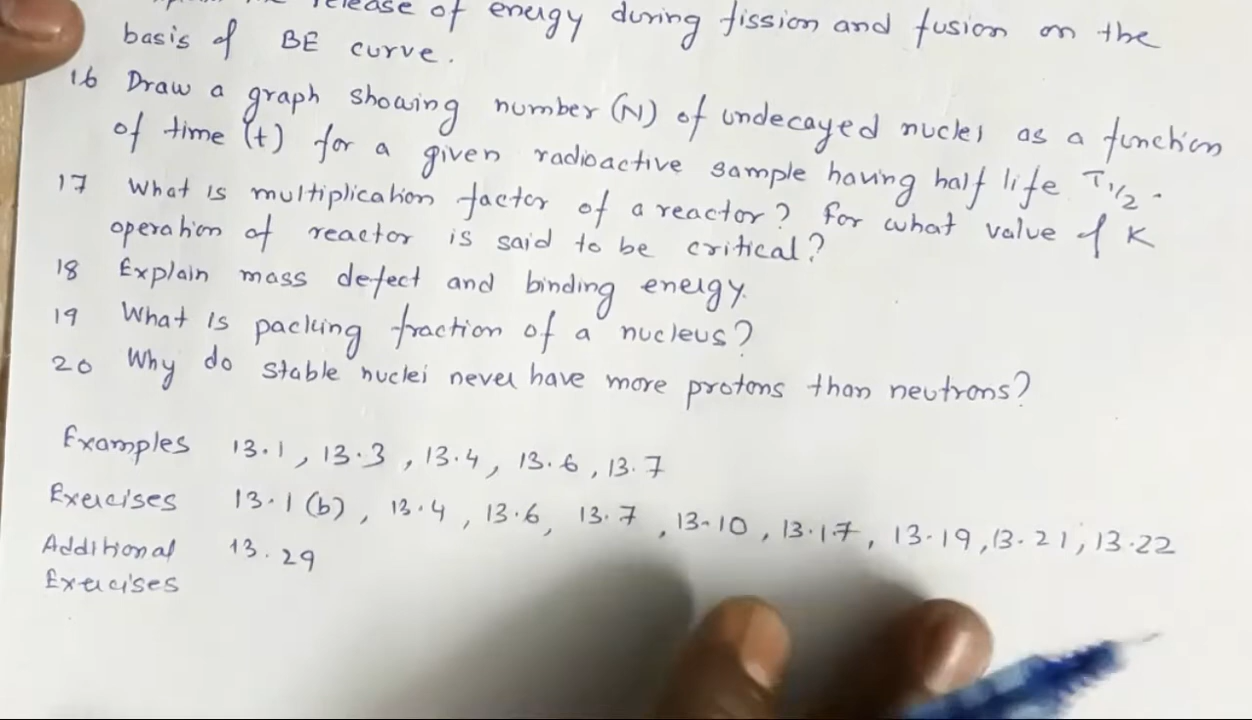 release of energy during fission and fusion on the
basis of BE curve.
16 Draw a graph showing number (N) of undecayed nuclei as a function
of time (t) for a given radioactive sample having half life T1/2.
17 What is multiplication factor of a reactor? for what value of K
operation of reactor is said to be critical?
18 Explain mass defect and binding energy.
19 What is packing fraction of a nucleus?
20 Why do stable nuclei never have more protons than neutrons?
Examples 13.1, 13.3, 13.4, 13.6, 13.7
Exercises 13.1(b), 13.4, 13.6, 13.7, 13.10, 13.17, 13.19, 13.21, 13.22
Additional 13.29
Exercises